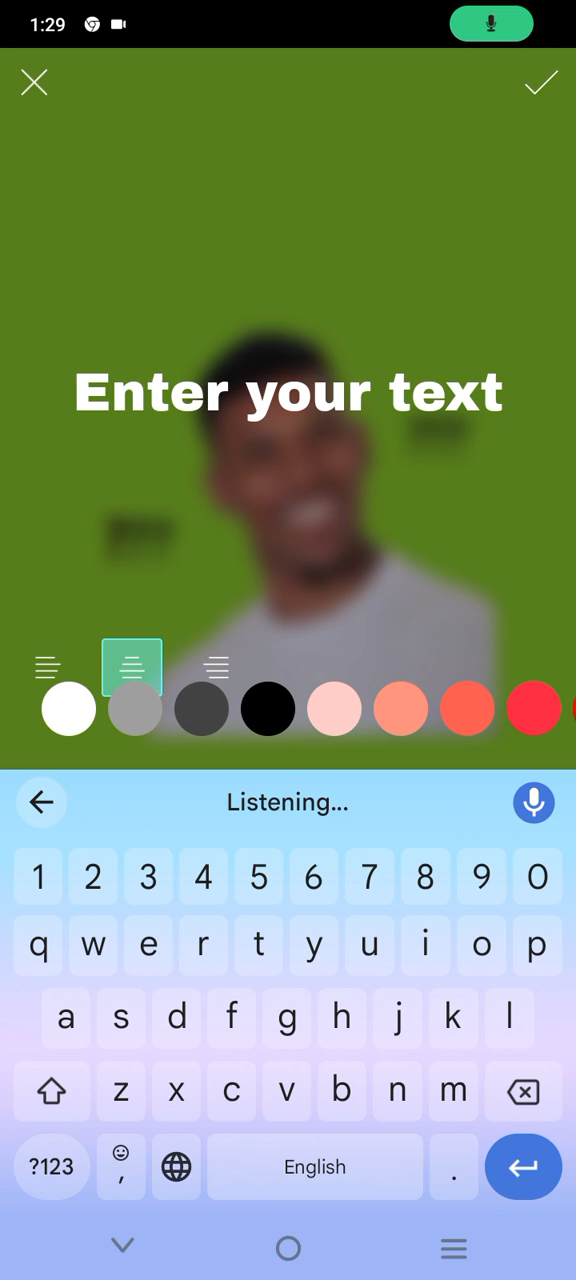 1:29
Enter your text
Listening...
1 2 3 4 5 6 7 8 9 0
q w e r t y u i o p
a s d f g h j k l
z x c v b n m
?123 , English .